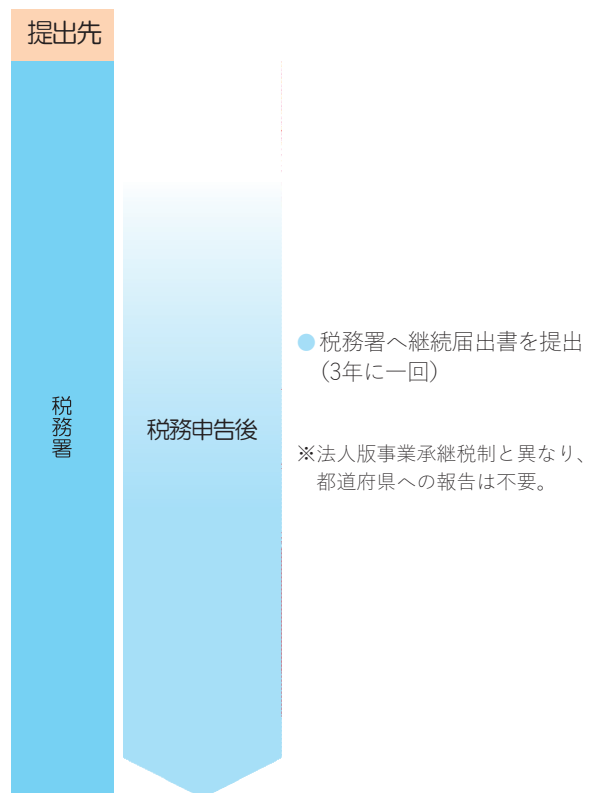 提出先
税務署
税務申告後
●税務署へ継続届出書を提出
（3年に一回）
※法人版事業承継税制と異なり、
都道府県への報告は不要。